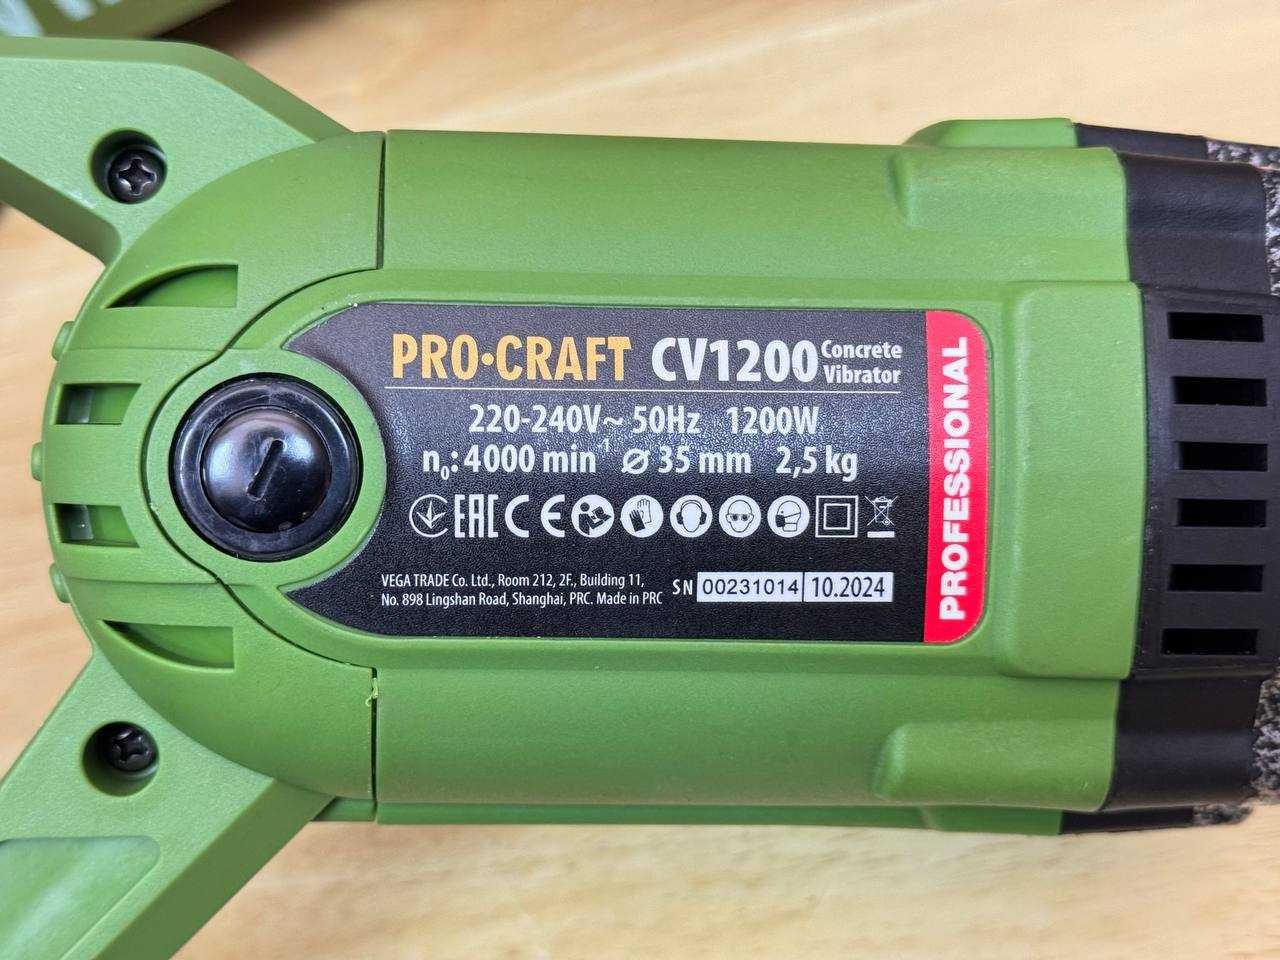 PRO•CRAFT CV1200 Concrete Vibrator
220-240V~ 50Hz 1200W
n₀: 4000 min⁻¹ Ø 35 mm 2,5 kg
EAC CE
VEGA TRADE Co. Ltd., Room 212, 2F., Building 11,
No. 898 Lingshan Road, Shanghai, PRC. Made in PRC
SN 00231014 10.2024
PROFESSIONAL